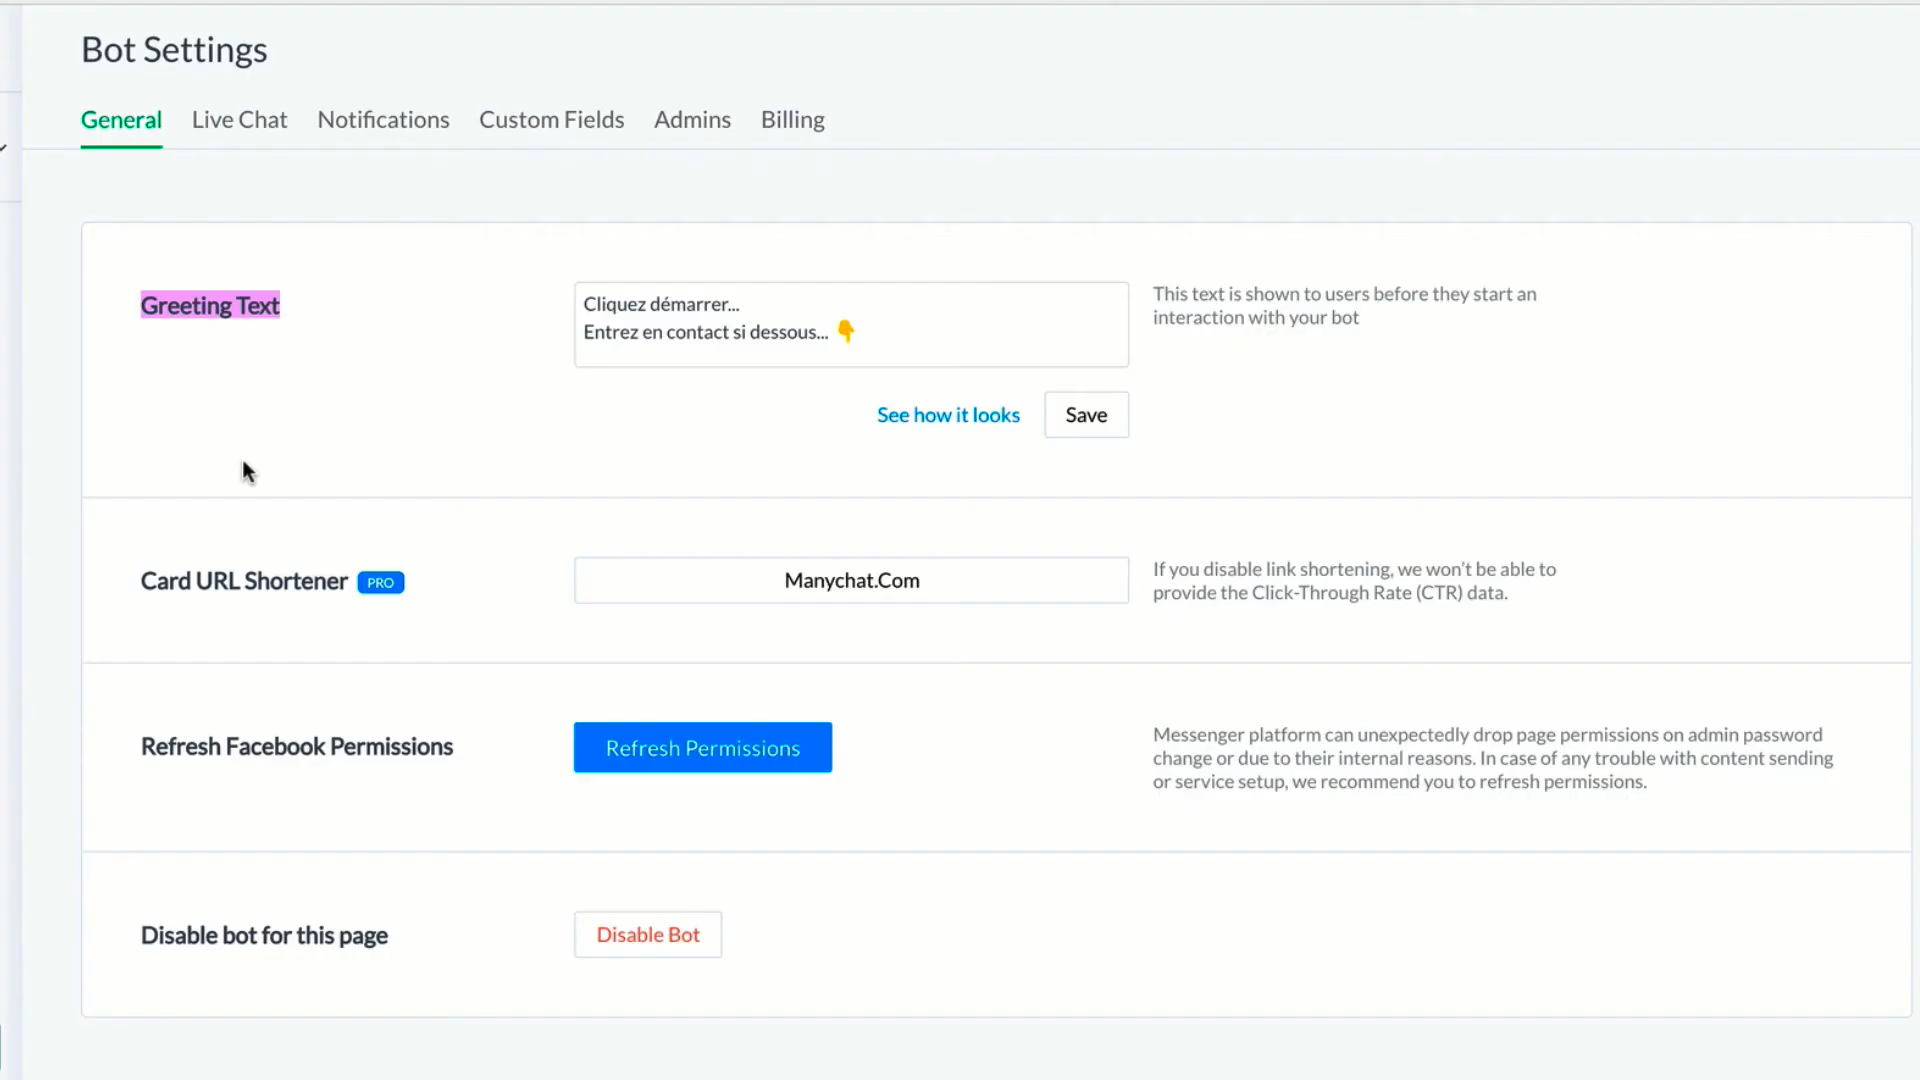 Bot Settings
General Live Chat Notifications Custom Fields Admins Billing
Greeting Text
Cliquez démarrer...
Entrez en contact si dessous... 👇
This text is shown to users before they start an
interaction with your bot
See how it looks
Save
Card URL Shortener PRO
Manychat.Com
If you disable link shortening, we won't be able to
provide the Click-Through Rate (CTR) data.
Refresh Facebook Permissions
Refresh Permissions
Messenger platform can unexpectedly drop page permissions on admin password
change or due to their internal reasons. In case of any trouble with content sending
or service setup, we recommend you to refresh permissions.
Disable bot for this page
Disable Bot